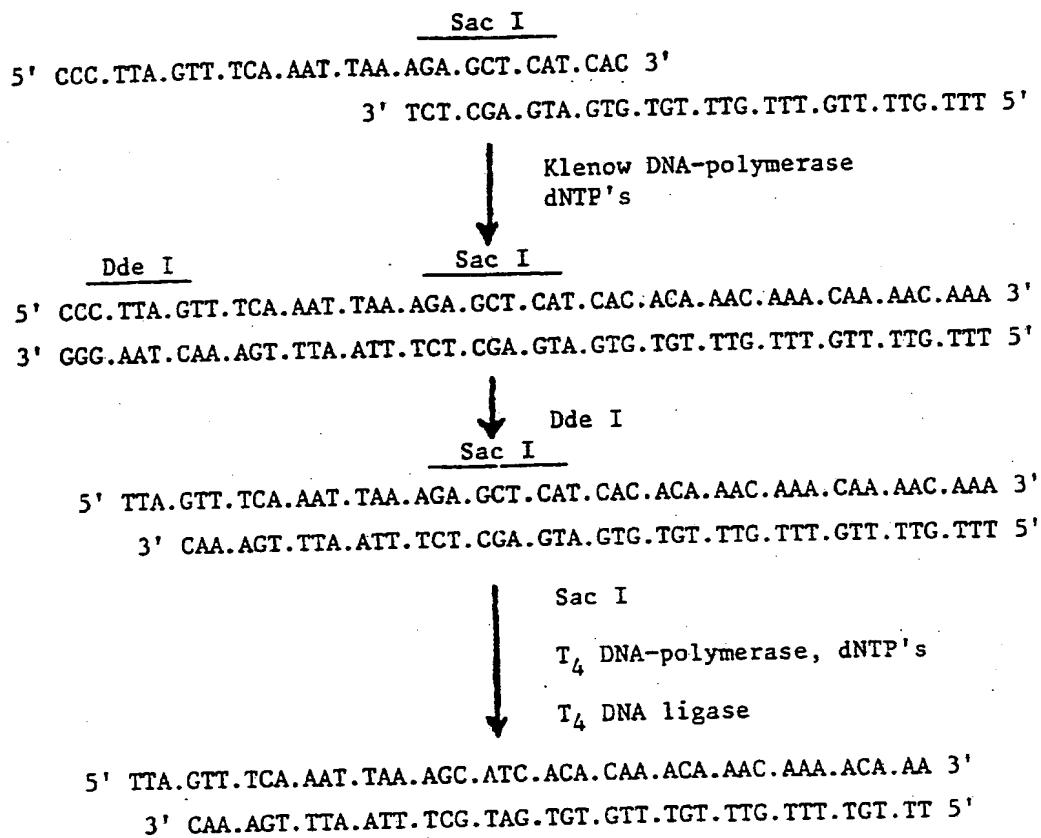 Sac I
5' CCC.TTA.GTT.TCA.AAT.TAA.AGA.GCT.CAT.CAC 3'
3' TCT.CGA.GTA.GTG.TGT.TTG.TTT.GTT.TTG.TTT 5'
Klenow DNA-polymerase
dNTP's
Dde I Sac I
5' CCC.TTA.GTT.TCA.AAT.TAA.AGA.GCT.CAT.CAC.ACA.AAC.AAA.CAA.AAC.AAA 3'
3' GGG.AAT.CAA.AGT.TTA.ATT.TCT.CGA.GTA.GTG.TGT.TTG.TTT.GTT.TTG.TTT 5'
Dde I
Sac I
5' TTA.GTT.TCA.AAT.TAA.AGA.GCT.CAT.CAC.ACA.AAC.AAA.CAA.AAC.AAA 3'
3' CAA.AGT.TTA.ATT.TCT.CGA.GTA.GTG.TGT.TTG.TTT.GTT.TTG.TTT 5'
Sac I
T4 DNA-polymerase, dNTP's
T4 DNA ligase
5' TTA.GTT.TCA.AAT.TAA.AGC.ATC.ACA.CAA.ACA.AAC.AAA.ACA.AA 3'
3' CAA.AGT.TTA.ATT.TCG.TAG.TGT.GTT.TGT.TTG.TTT.TGT.TT 5'